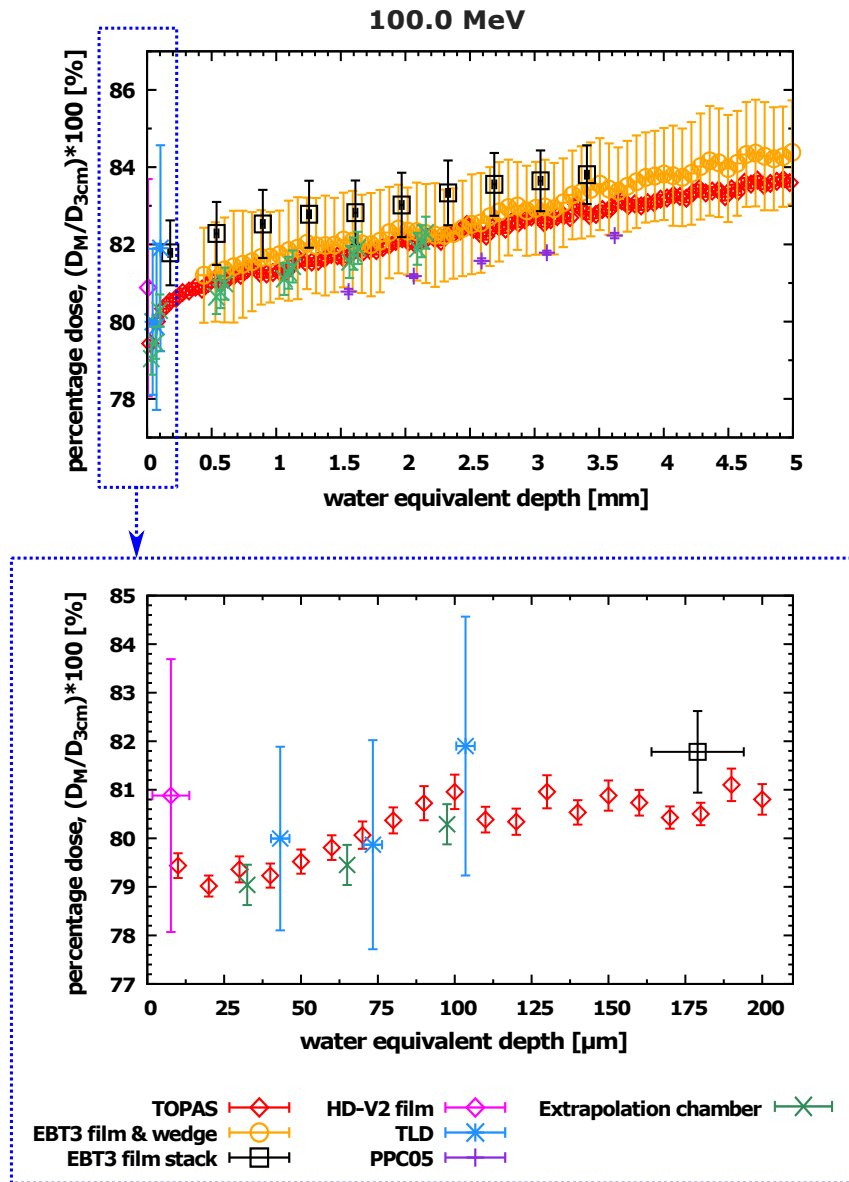 100.0 MeV
percentage dose, (D_M/D_3cm)*100 [%]
86
84
82
80
78
0 0.5 1 1.5 2 2.5 3 3.5 4 4.5 5
water equivalent depth [mm]
percentage dose, (D_M/D_3cm)*100 [%]
85
84
83
82
81
80
79
78
77
0 25 50 75 100 125 150 175 200
water equivalent depth [µm]
TOPAS HD-V2 film Extrapolation chamber
EBT3 film & wedge TLD
EBT3 film stack PPC05